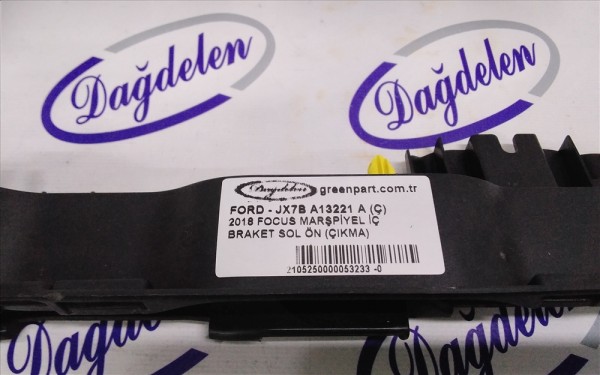 Dağdelen
Dağdelen
Dağdelen greenpart.com.tr
FORD - JX7B A13221 A (Ç)
2018 FOCUS MARŞPİYEL İÇ
BRAKET SOL ÖN (ÇIKMA)
2105250000053233 -0
Dağdelen
Dağdelen